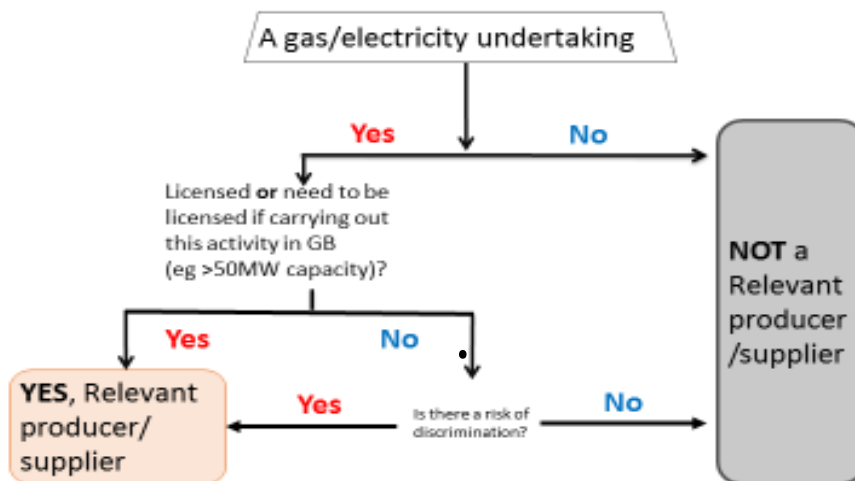 A gas/electricity undertaking
Yes
No
Licensed or need to be
licensed if carrying out
this activity in GB
(eg >50MW capacity)?
NOT a
Relevant
producer
/supplier
Yes
No
YES, Relevant
producer/
supplier
Yes
Is there a risk of
discrimination?
No